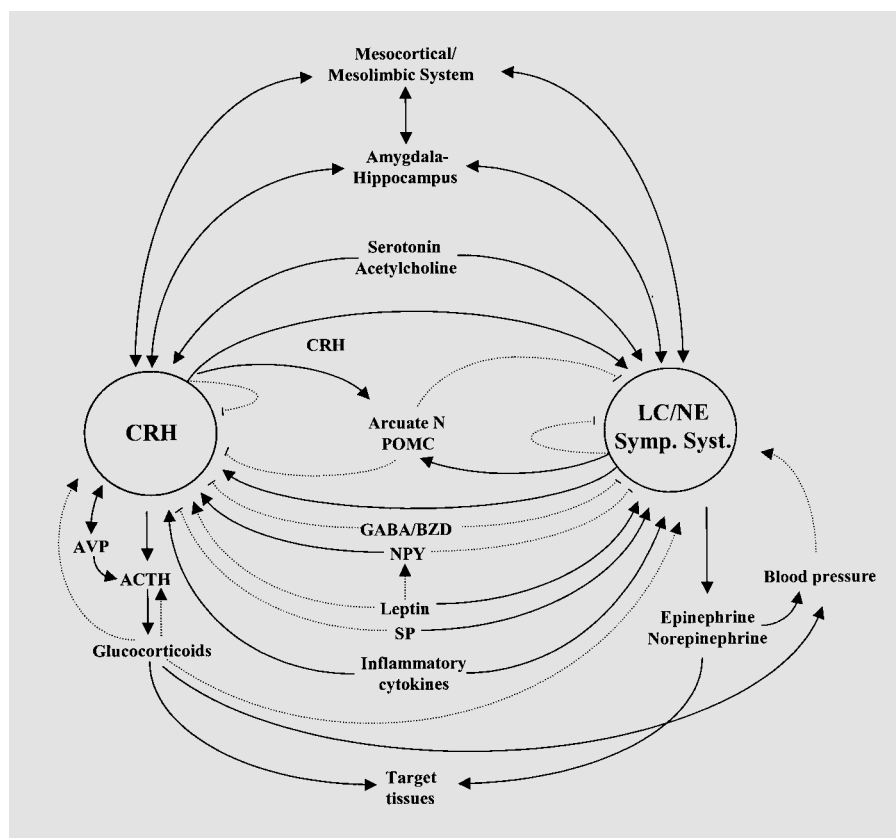 Mesocortical/
Mesolimbic System
Amygdala-
Hippocampus
Serotonin
Acetylcholine
CRH
CRH
Arcuate N
POMC
LC/NE
Symp. Syst.
GABA/BZD
NPY
AVP
ACTH
Leptin
SP
Glucocorticoids
Inflammatory
cytokines
Blood pressure
Epinephrine
Norepinephrine
Target
tissues